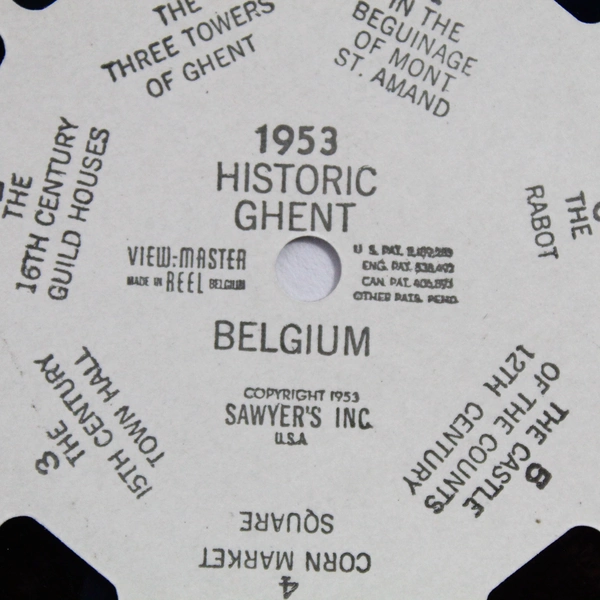 THE
THREE TOWERS
OF GHENT
IN THE
BEGUINAGE
OF MONT
ST. AMAND
THE
16TH CENTURY
GUILD HOUSES
1953
HISTORIC
GHENT
THE
RABOT
VIEW-MASTER
MADE IN REEL BELGIUM
U S. PAT.
ENG. PAT.
CAN. PAT.
OTHER PATS. PEND.
BELGIUM
COPYRIGHT 1953
SAWYER'S INC.
U.S.A
3
THE
15TH CENTURY
TOWN HALL
4
CORN MARKET
SQUARE
5
THE CASTLE
OF THE COUNTS
12TH CENTURY